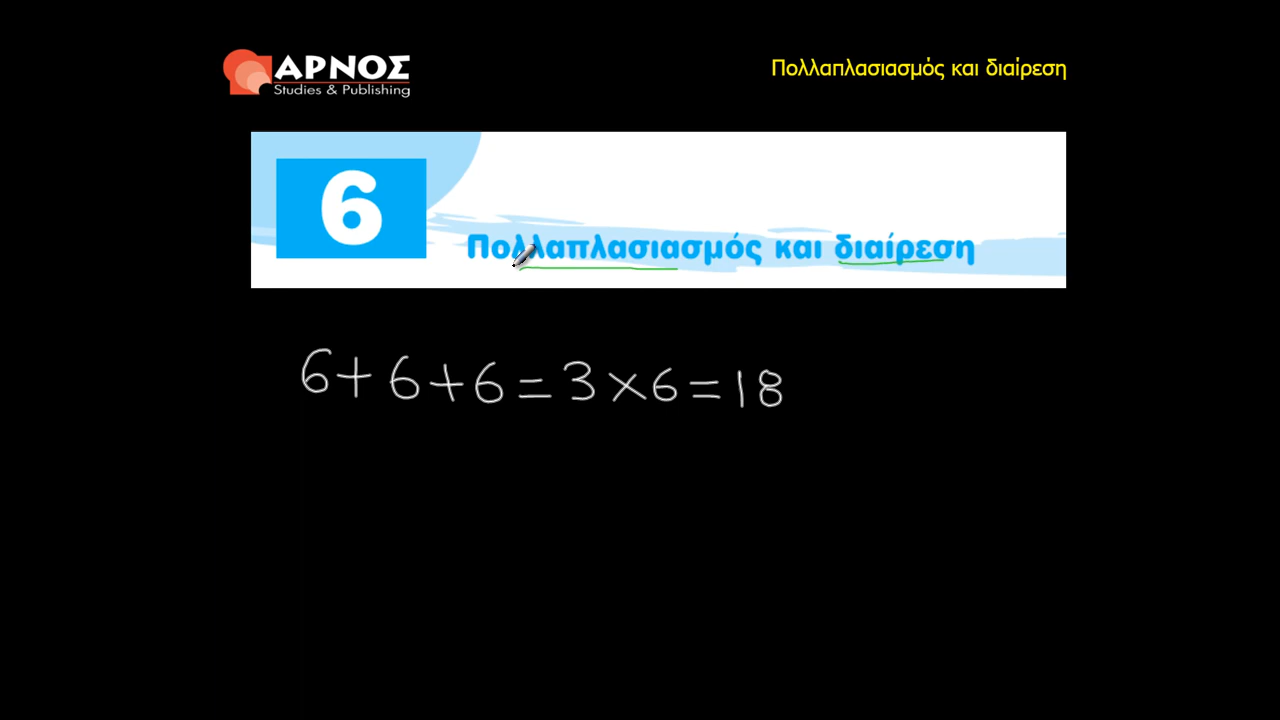 ΑΡΝΟΣ
Studies & Publishing
Πολλαπλασιασμός και διαίρεση
6
Πολλαπλασιασμός και διαίρεση
6+6+6=3×6=18